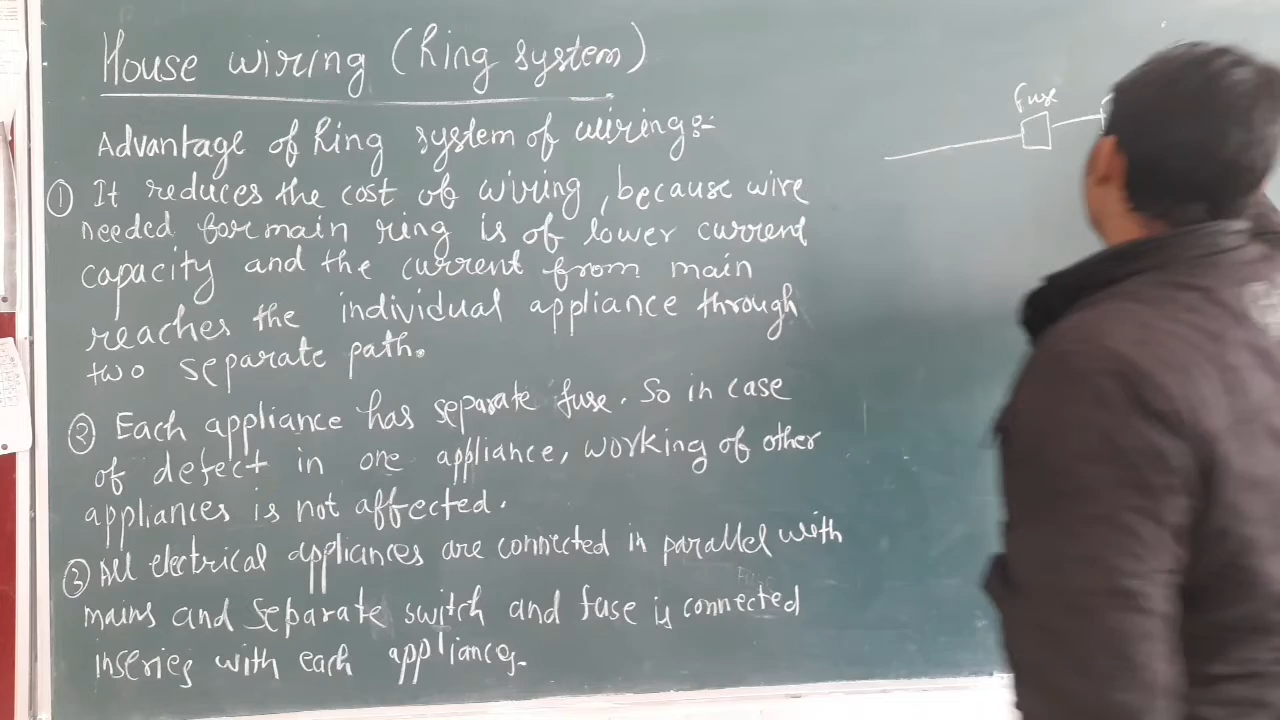 House wiring (Ring system)
Advantage of Ring system of wiring:-
① It reduces the cost of wiring, because wire
needed for main ring is of lower current
capacity and the current from main
reaches the individual appliance through
two separate path.
② Each appliance has separate fuse. So in case
of defect in one appliance, working of other
appliances is not affected.
③ All electrical appliances are connected in parallel with
mains and separate switch and fuse is connected
inseries with each appliances.
Fuse